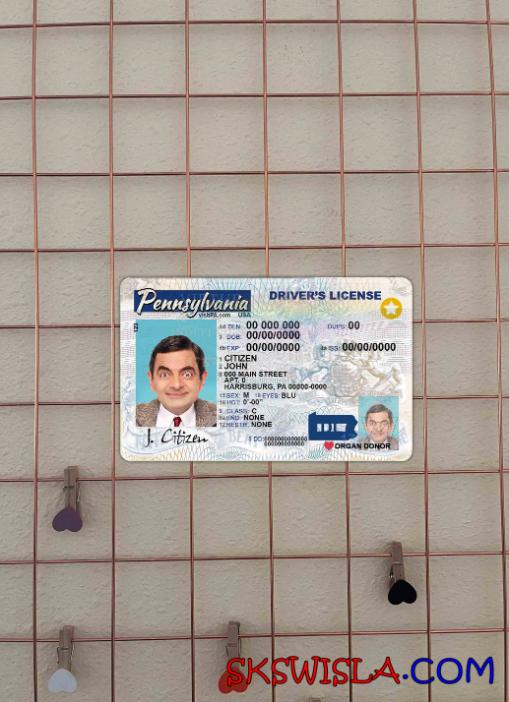 Pennsylvania
visitPA.com USA
DRIVER'S LICENSE
4d DLN: 00 000 000 DUPS: 00
3 DOB: 00/00/0000
4b EXP: 00/00/0000 4a ISS: 00/00/0000
1 CITIZEN
2 JOHN
8 000 MAIN STREET
APT. 0
HARRISBURG, PA 00000-0000
15 SEX: M 18 EYES: BLU
16 HGT: 0'-00"
9 CLASS: C
9a END: NONE
12 RESTR: NONE
J. Citizen
5 DD:
ORGAN DONOR
SKSWISLA.COM